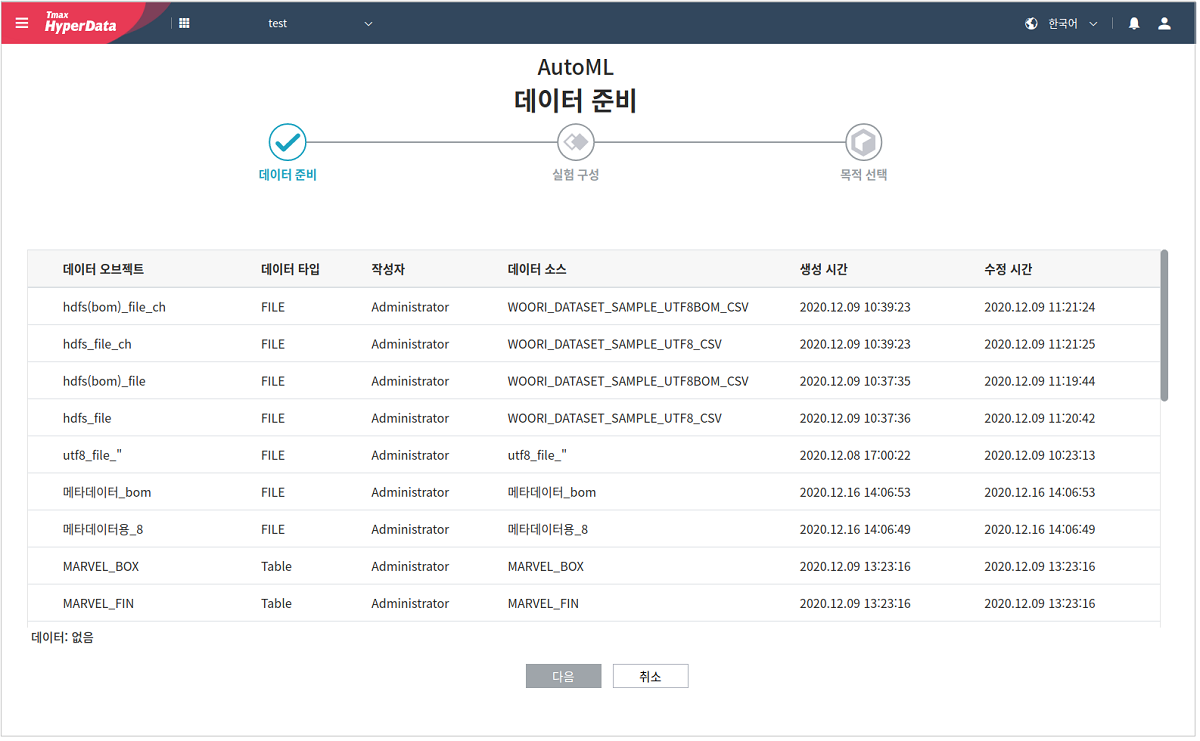 Tmax
HyperData
test
한국어
AutoML
데이터 준비
데이터 준비 실험 구성 목적 선택
데이터 오브젝트 데이터 타입 작성자 데이터 소스 생성 시간 수정 시간
hdfs(bom)_file_ch FILE Administrator WOORI_DATASET_SAMPLE_UTF8BOM_CSV 2020.12.09 10:39:23 2020.12.09 11:21:24
hdfs_file_ch FILE Administrator WOORI_DATASET_SAMPLE_UTF8_CSV 2020.12.09 10:39:23 2020.12.09 11:21:25
hdfs(bom)_file FILE Administrator WOORI_DATASET_SAMPLE_UTF8BOM_CSV 2020.12.09 10:37:35 2020.12.09 11:19:44
hdfs_file FILE Administrator WOORI_DATASET_SAMPLE_UTF8_CSV 2020.12.09 10:37:36 2020.12.09 11:20:42
utf8_file_" FILE Administrator utf8_file_" 2020.12.08 17:00:22 2020.12.09 10:23:13
메타데이터_bom FILE Administrator 메타데이터_bom 2020.12.16 14:06:53 2020.12.16 14:06:53
메타데이터용_8 FILE Administrator 메타데이터용_8 2020.12.16 14:06:49 2020.12.16 14:06:49
MARVEL_BOX Table Administrator MARVEL_BOX 2020.12.09 13:23:16 2020.12.09 13:23:16
MARVEL_FIN Table Administrator MARVEL_FIN 2020.12.09 13:23:16 2020.12.09 13:23:16
데이터: 없음
다음 취소